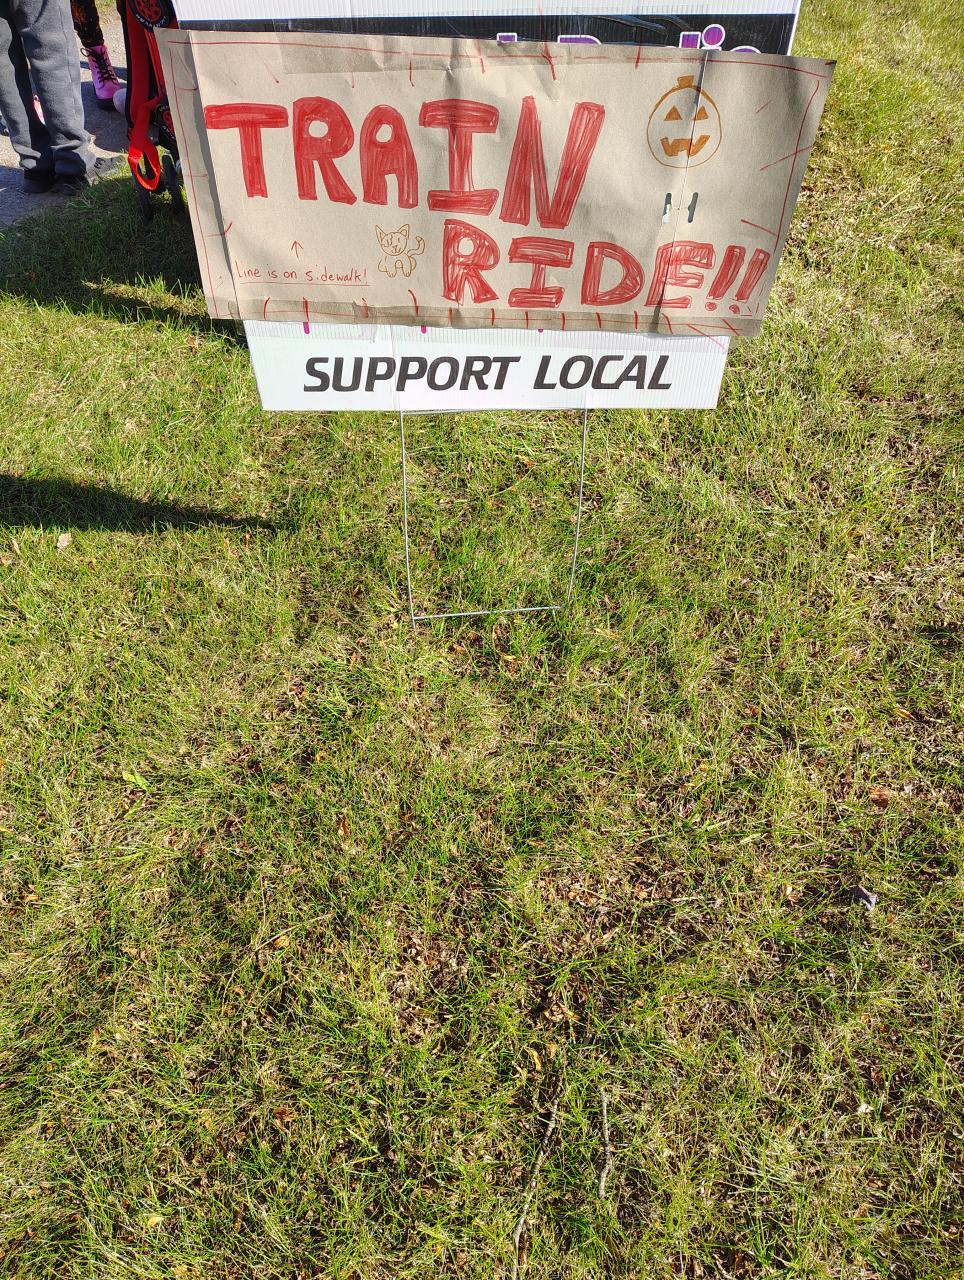 TRAIN
RIDE!!
Line is on sidewalk!
SUPPORT LOCAL